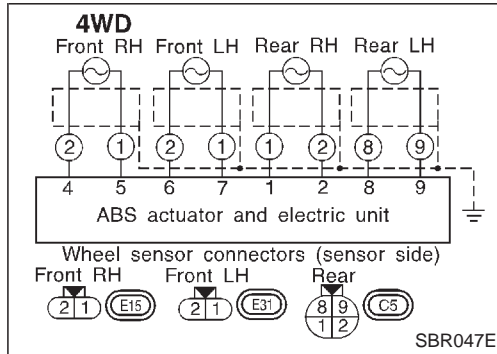 4WD
Front RH Front LH Rear RH Rear LH
2 1 2 1 1 2 8 9
4 5 6 7 1 2 8 9
ABS actuator and electric unit
Wheel sensor connectors (sensor side)
Front RH Front LH Rear
2 1 E15 2 1 E31 8 9 C5
1 2
SBR047E